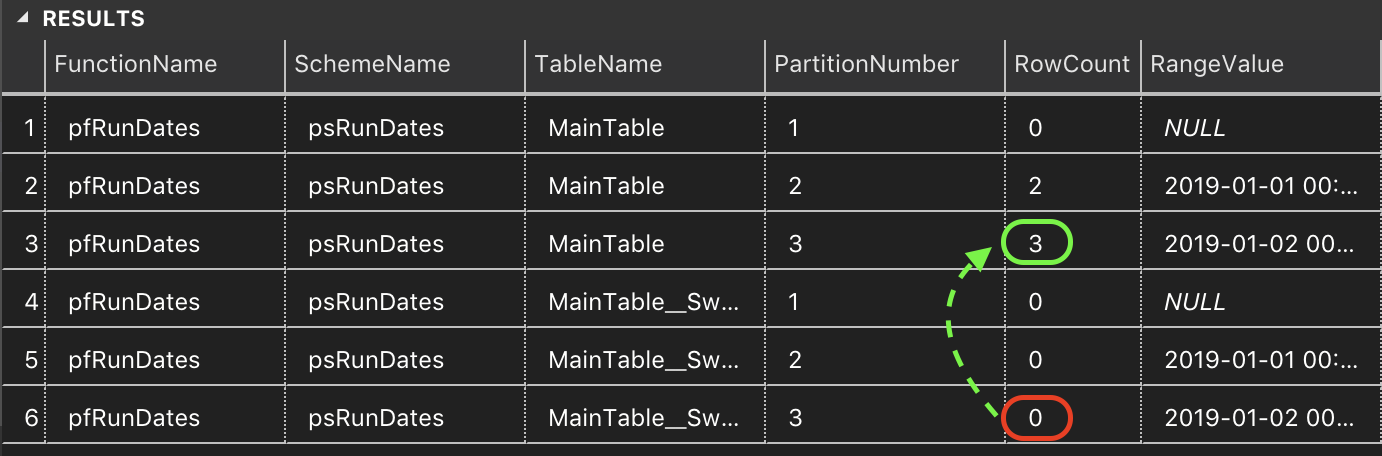 RESULTS
FunctionName SchemeName TableName PartitionNumber RowCount RangeValue
1 pfRunDates psRunDates MainTable 1 0 NULL
2 pfRunDates psRunDates MainTable 2 2 2019-01-01 00:...
3 pfRunDates psRunDates MainTable 3 3 2019-01-02 00...
4 pfRunDates psRunDates MainTable__Sw... 1 0 NULL
5 pfRunDates psRunDates MainTable__Sw... 2 0 2019-01-01 00:...
6 pfRunDates psRunDates MainTable__Sw... 3 0 2019-01-02 00...